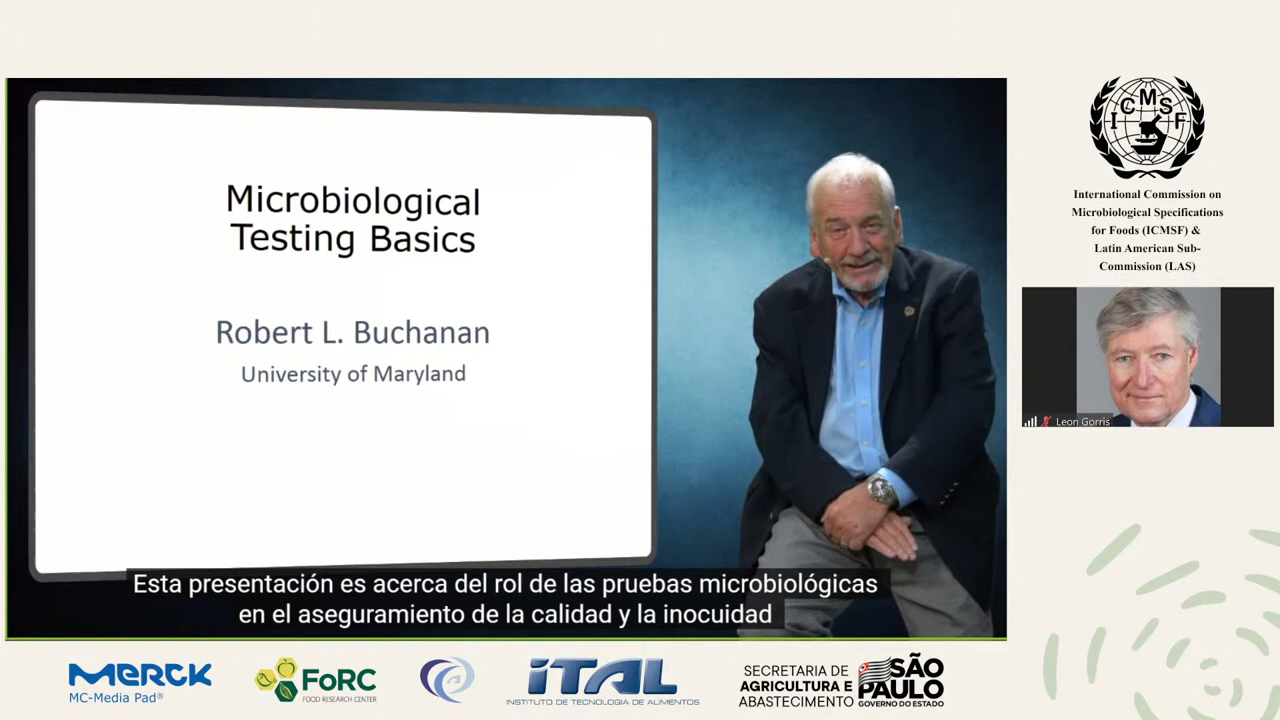 Microbiological
Testing Basics
Robert L. Buchanan
University of Maryland
Esta presentación es acerca del rol de las pruebas microbiológicas
en el aseguramiento de la calidad y la inocuidad
ICMSF
International Commission on
Microbiological Specifications
for Foods (ICMSF) &
Latin American Sub-
Commission (LAS)
Leon Gorris
MERCK
MC-Media Pad®
FoRC
FOOD RESEARCH CENTER
iTAL
INSTITUTO DE TECNOLOGIA DE ALIMENTOS
SECRETARIA DE
AGRICULTURA E
ABASTECIMENTO
SÃO
PAULO
GOVERNO DO ESTADO